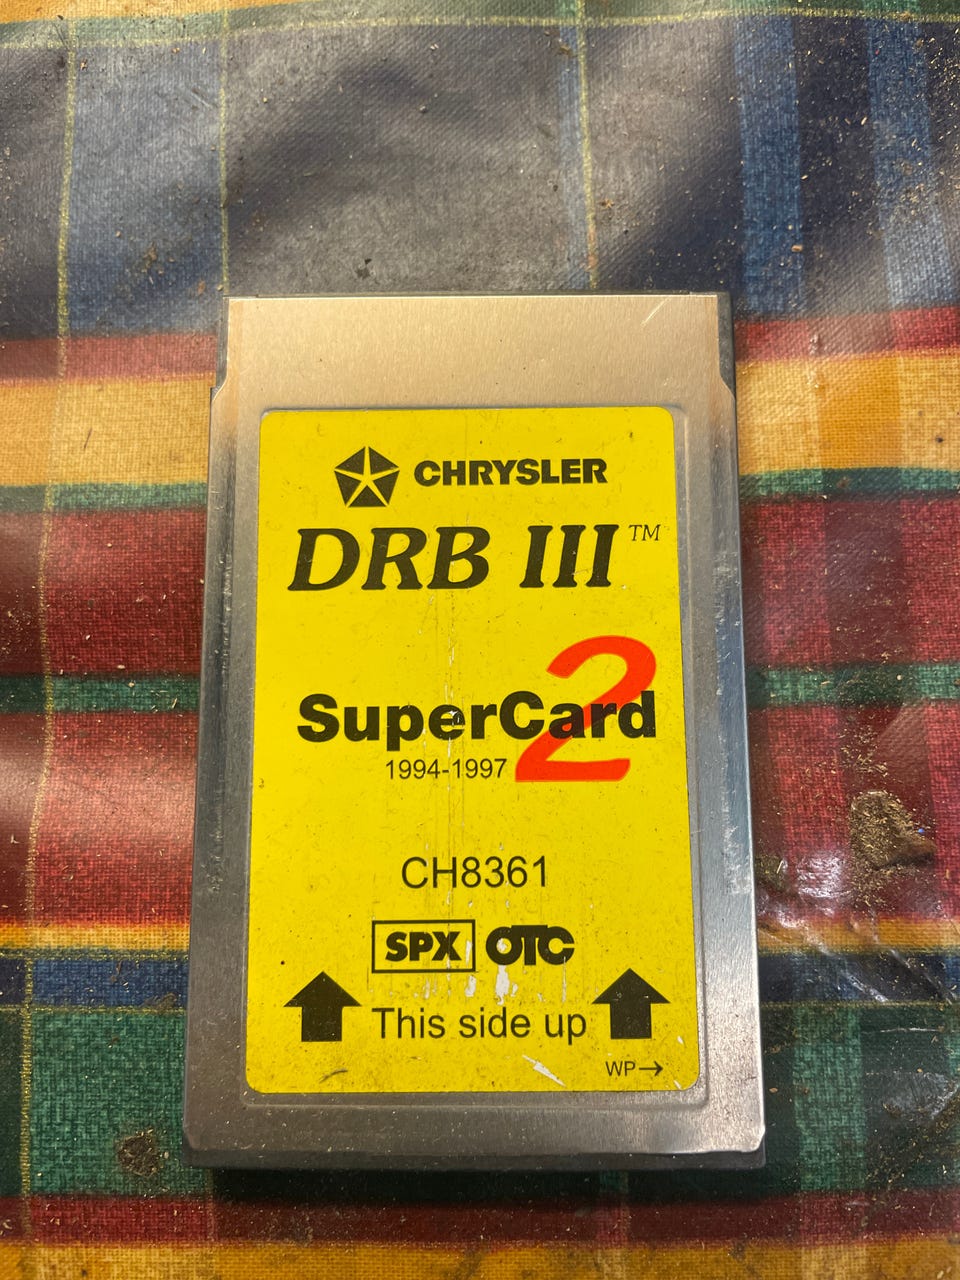 CHRYSLER
DRB III™
SuperCard 2
1994-1997
CH8361
SPX OTC
This side up
WP→